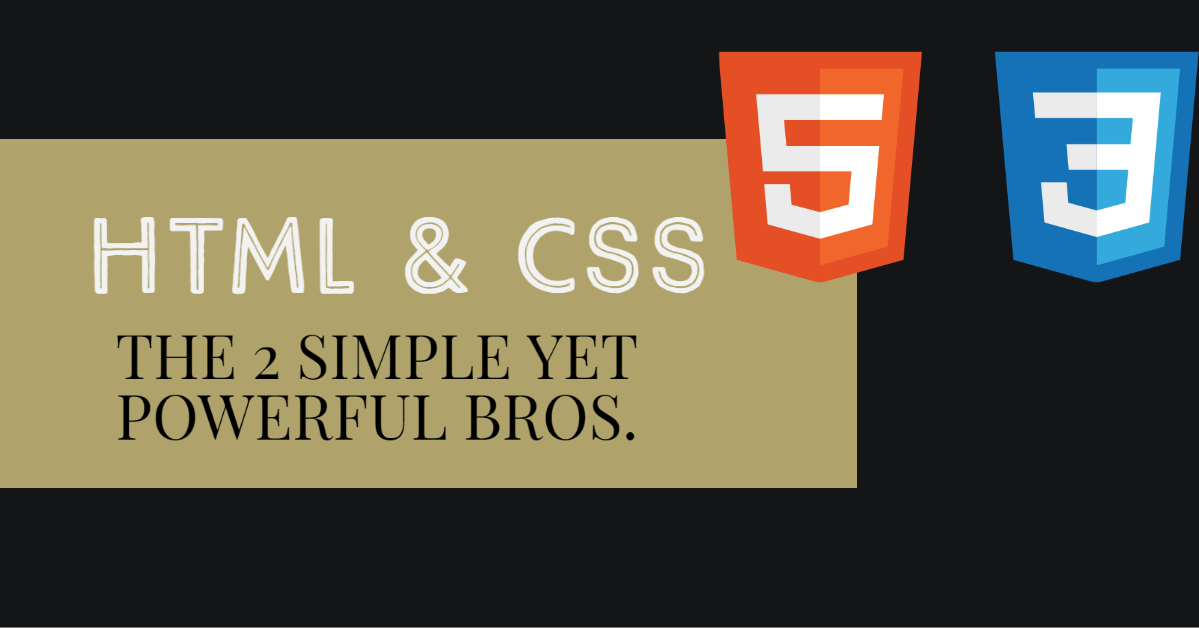 HTML & CSS
THE 2 SIMPLE YET
POWERFUL BROS.
5
3